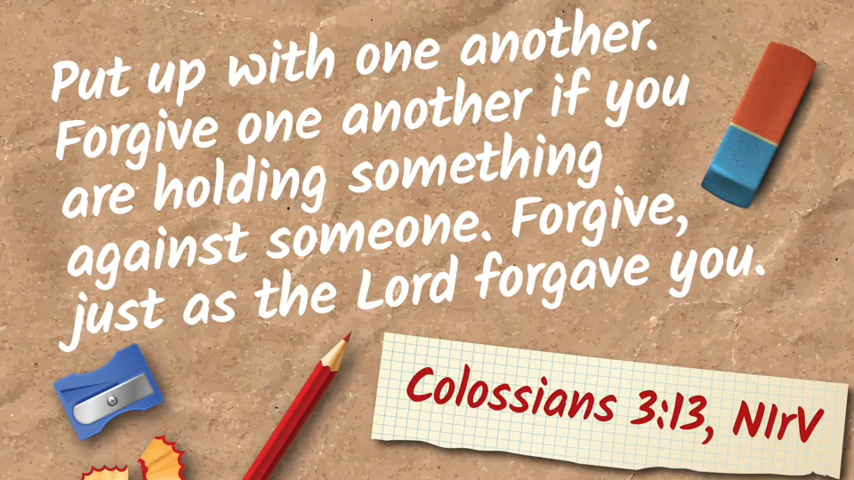 Put up with one another.
Forgive one another if you
are holding something
against someone. Forgive,
just as the Lord forgave you.
Colossians 3:13, NIrV